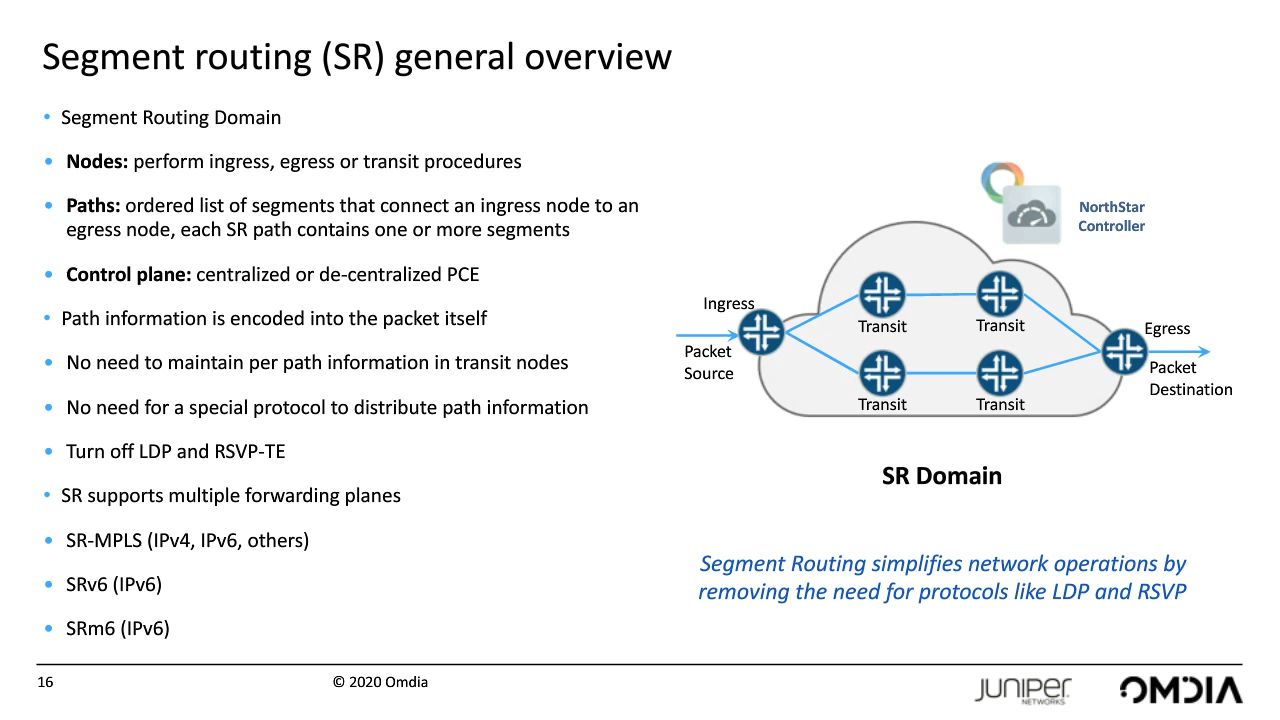 Segment routing (SR) general overview
• Segment Routing Domain
• Nodes: perform ingress, egress or transit procedures
• Paths: ordered list of segments that connect an ingress node to an
egress node, each SR path contains one or more segments
• Control plane: centralized or de-centralized PCE
• Path information is encoded into the packet itself
• No need to maintain per path information in transit nodes
• No need for a special protocol to distribute path information
• Turn off LDP and RSVP-TE
• SR supports multiple forwarding planes
• SR-MPLS (IPv4, IPv6, others)
• SRv6 (IPv6)
• SRm6 (IPv6)
NorthStar
Controller
Ingress
Packet
Source
Transit
Transit
Transit
Transit
Egress
Packet
Destination
SR Domain
Segment Routing simplifies network operations by
removing the need for protocols like LDP and RSVP
16
© 2020 Omdia
JUNIPER
NETWORKS
OMDIA